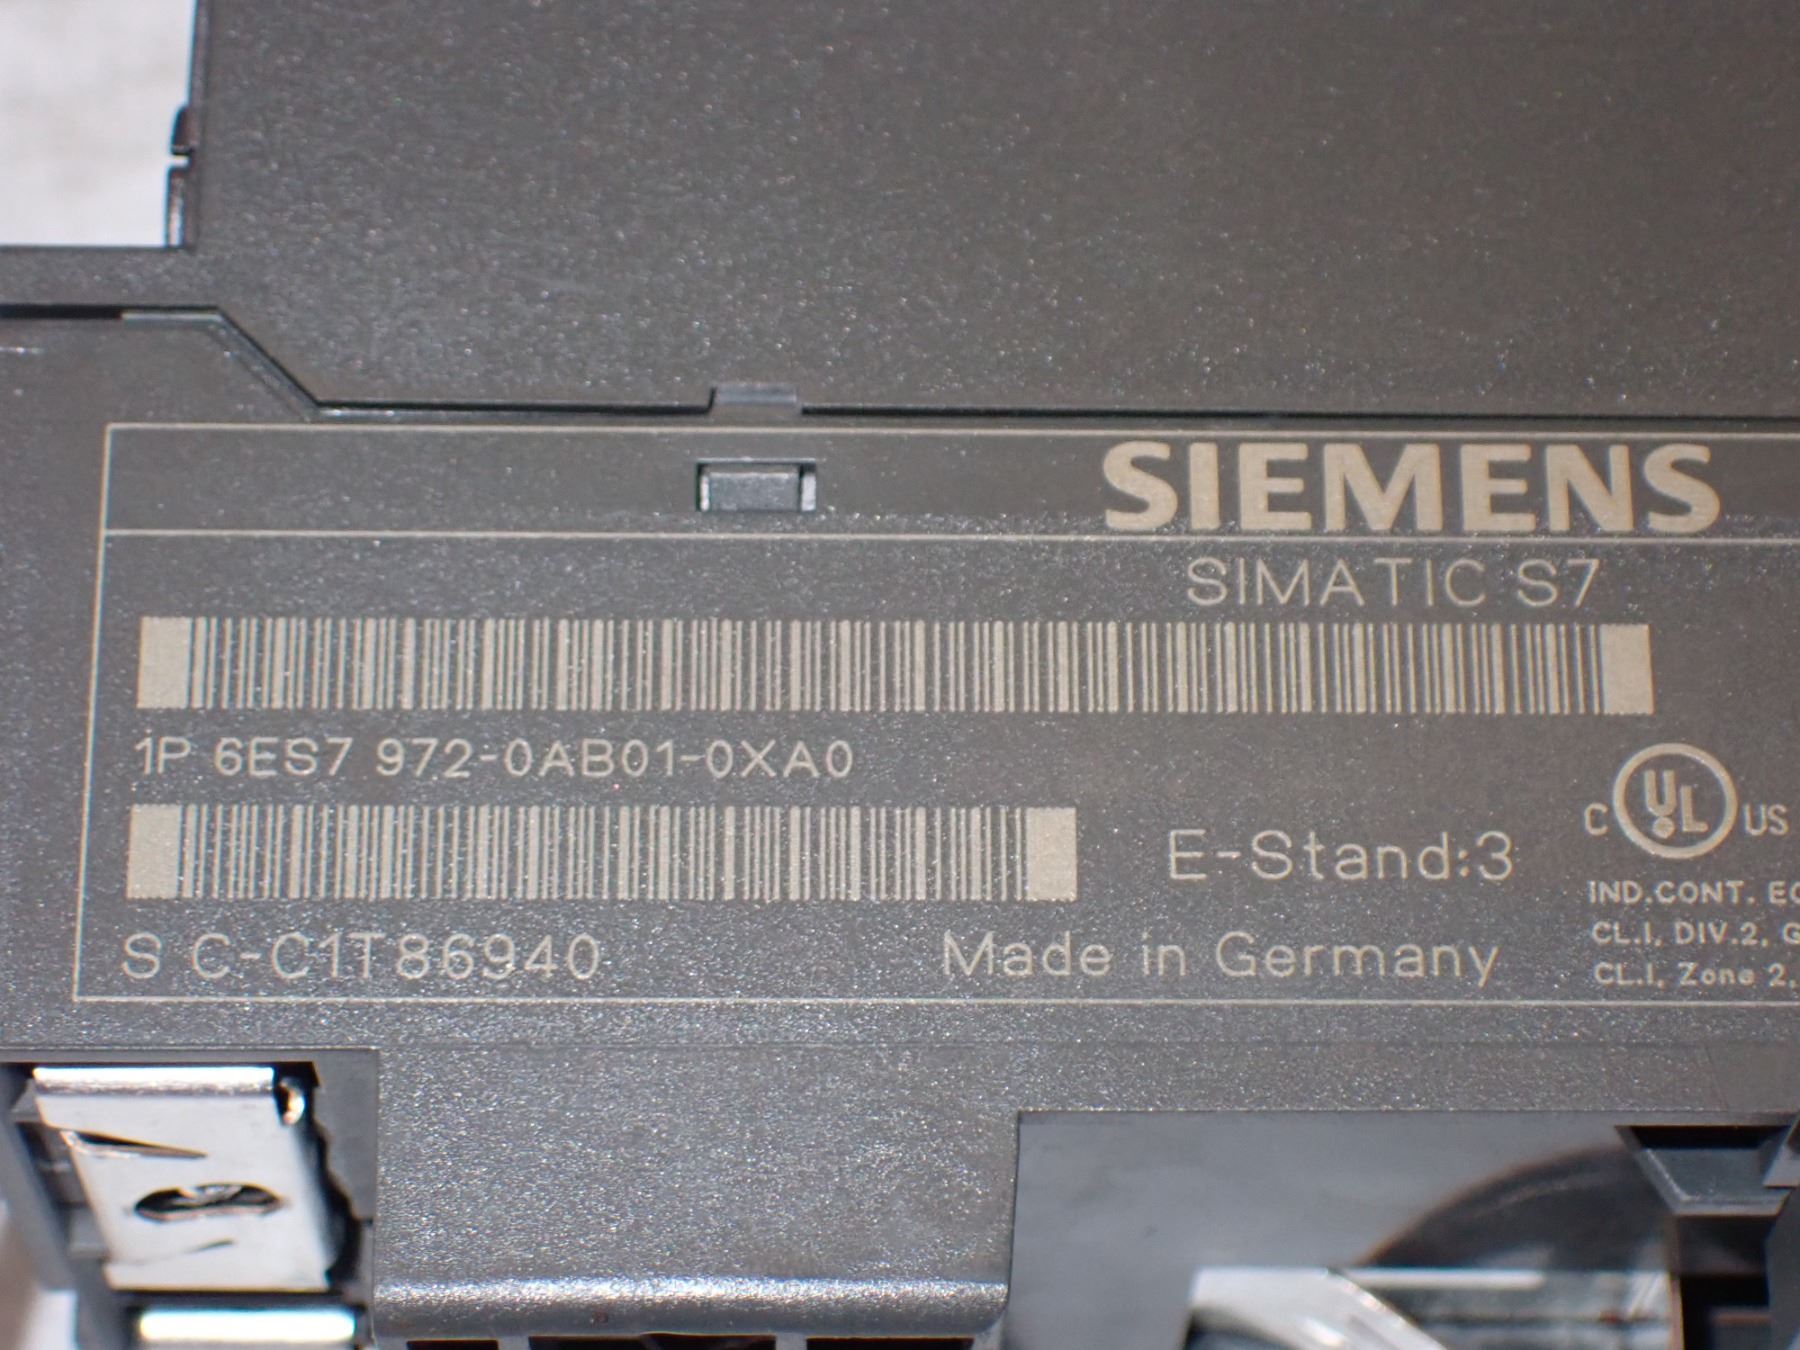 SIEMENS
SIMATIC S7
1P 6ES7 972-0AB01-0XA0
S C-C1T86940
E-Stand:3
Made in Germany
C UL US
IND.CONT.
CL.I, DIV.2,
CL.I, Zone 2,